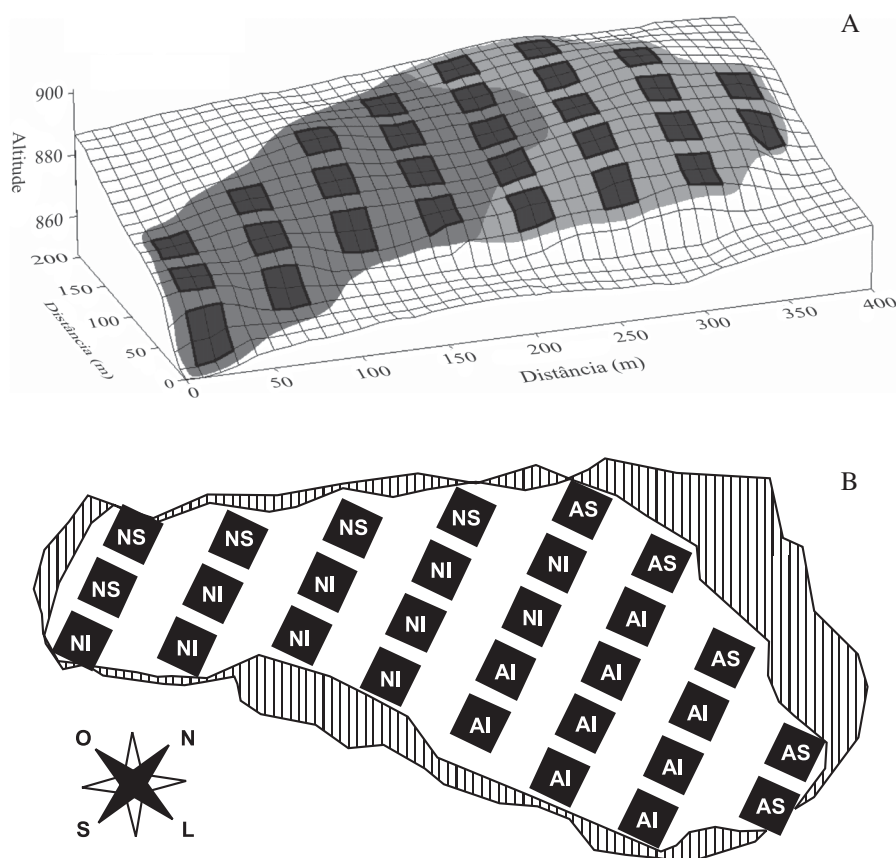 A
Altitude
900
880
860
200
150
100
50
0
Distância (m)
0
50
100
150
200
250
300
350
400
Distância (m)
B
NS NS NS NS AS
NS NI NI NI NI AS
NI NI NI NI NI AI AS
NI AI AI AI AS
AI AI AI AS
AI AI
O N
S L